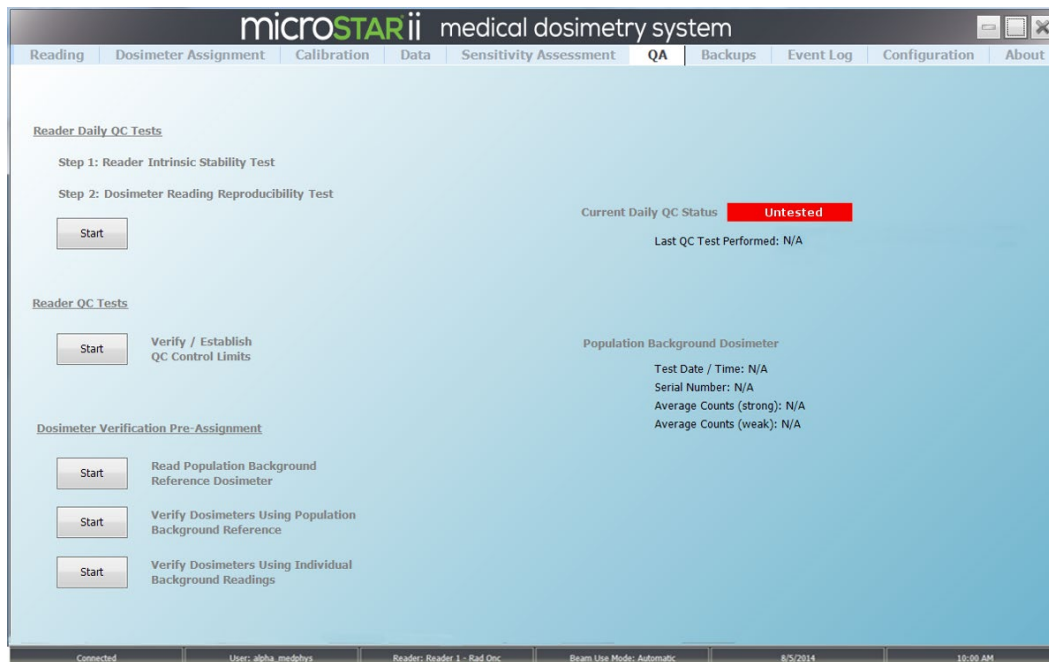 microSTAR ii medical dosimetry system
Reading Dosimeter Assignment Calibration Data Sensitivity Assessment QA Backups Event Log Configuration About
Reader Daily QC Tests
Step 1: Reader Intrinsic Stability Test
Step 2: Dosimeter Reading Reproducibility Test
Start
Current Daily QC Status Untested
Last QC Test Performed: N/A
Reader QC Tests
Start
Verify / Establish
QC Control Limits
Population Background Dosimeter
Test Date / Time: N/A
Serial Number: N/A
Average Counts (strong): N/A
Average Counts (weak): N/A
Dosimeter Verification Pre-Assignment
Start
Read Population Background
Reference Dosimeter
Start
Verify Dosimeters Using Population
Background Reference
Start
Verify Dosimeters Using Individual
Background Readings
Connected User: alpha_medphys Reader: Reader 1 - Rad Onc Beam Use Mode: Automatic 8/5/2014 10:00 AM